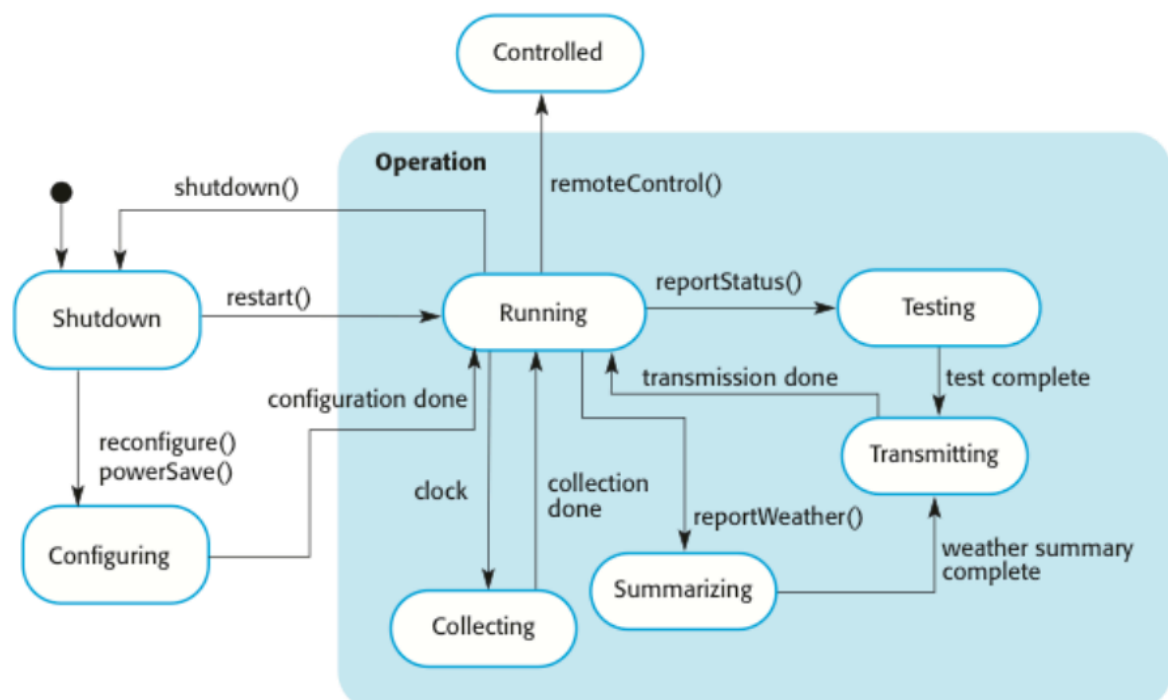 Controlled
Operation
shutdown()
remoteControl()
restart()
reportStatus()
Shutdown
Running
Testing
transmission done
test complete
configuration done
reconfigure()
powerSave()
Transmitting
clock
collection
done
reportWeather()
Configuring
weather summary
complete
Summarizing
Collecting